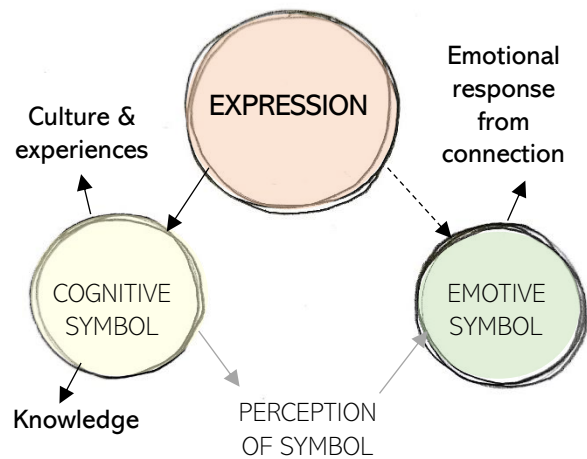 EXPRESSION
Culture &
experiences
Emotional
response
from
connection
COGNITIVE
SYMBOL
EMOTIVE
SYMBOL
Knowledge
PERCEPTION
OF SYMBOL